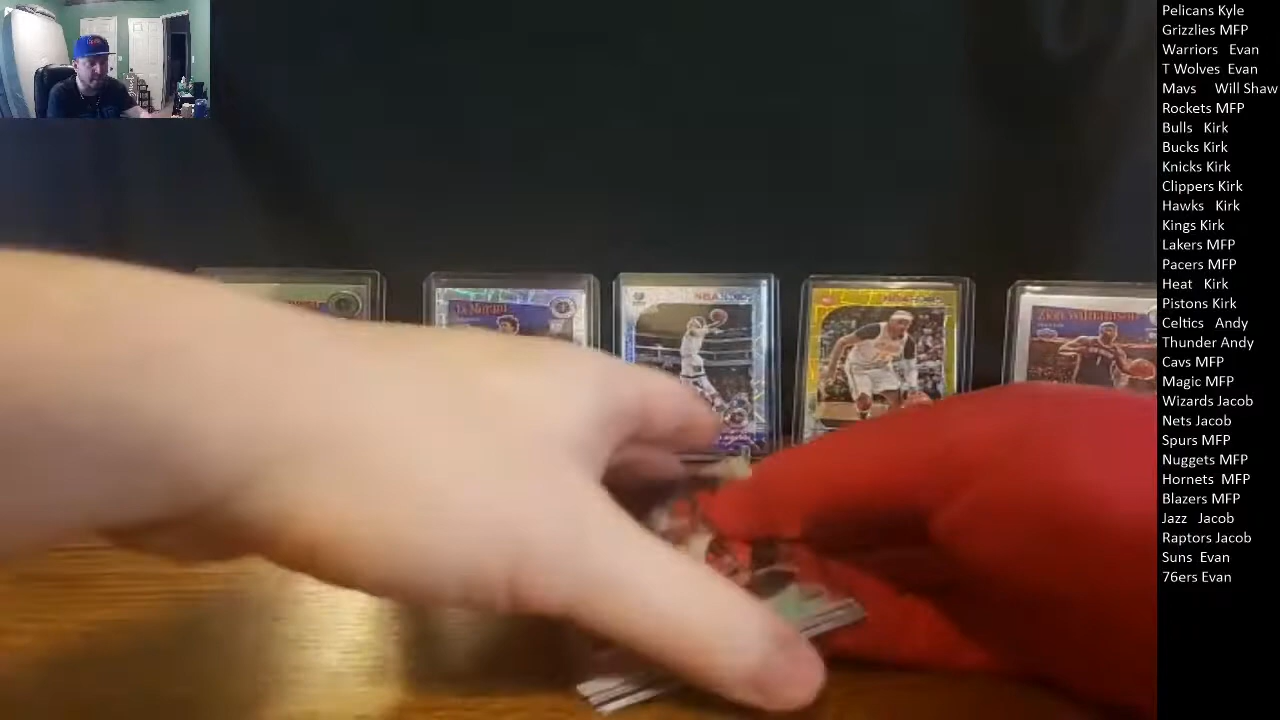 Pelicans Kyle
Grizzlies MFP
Warriors Evan
T Wolves Evan
Mavs Will Shaw
Rockets MFP
Bulls Kirk
Bucks Kirk
Knicks Kirk
Clippers Kirk
Hawks Kirk
Kings Kirk
Lakers MFP
Pacers MFP
Heat Kirk
Pistons Kirk
Celtics Andy
Thunder Andy
Cavs MFP
Magic MFP
Wizards Jacob
Nets Jacob
Spurs MFP
Nuggets MFP
Hornets MFP
Blazers MFP
Jazz Jacob
Raptors Jacob
Suns Evan
76ers Evan
Zion Williamson